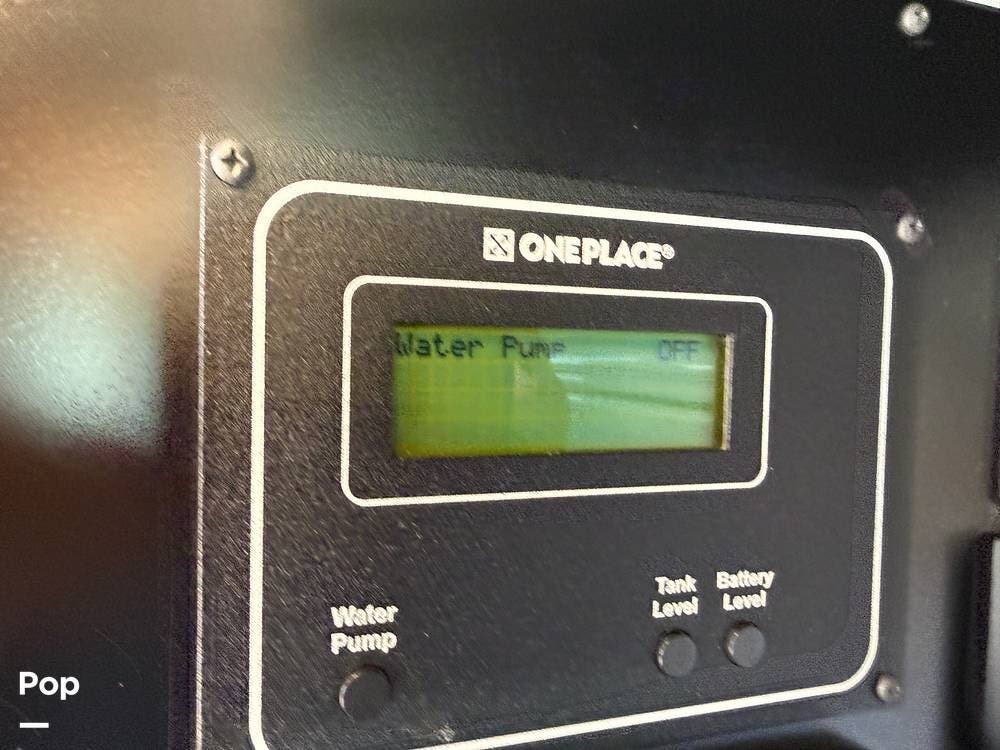 ONEPLACE®
Water Pump OFF
Tank
Level
Battery
Level
Water
Pump
Pop